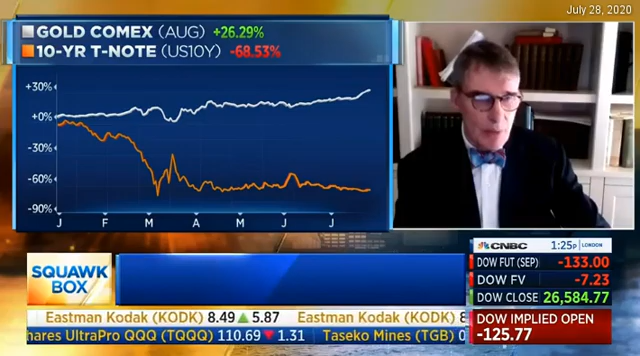 July 28, 2020
GOLD COMEX (AUG) +26.29%
10-YR T-NOTE (US10Y) -68.53%
+30%
+0%
-30%
-60%
-90%
J F M A M J J
CNBC 1:25p LONDON
DOW FUT (SEP) -133.00
DOW FV -7.23
DOW CLOSE 26,584.77
DOW IMPLIED OPEN
-125.77
SQUAWK
BOX
Eastman Kodak (KODK) 8.49 ▲ 5.87 Eastman Kodak (KODK) 8
hares UltraPro QQQ (TQQQ) 110.69 ▼ 1.31 Taseko Mines (TGB) 0